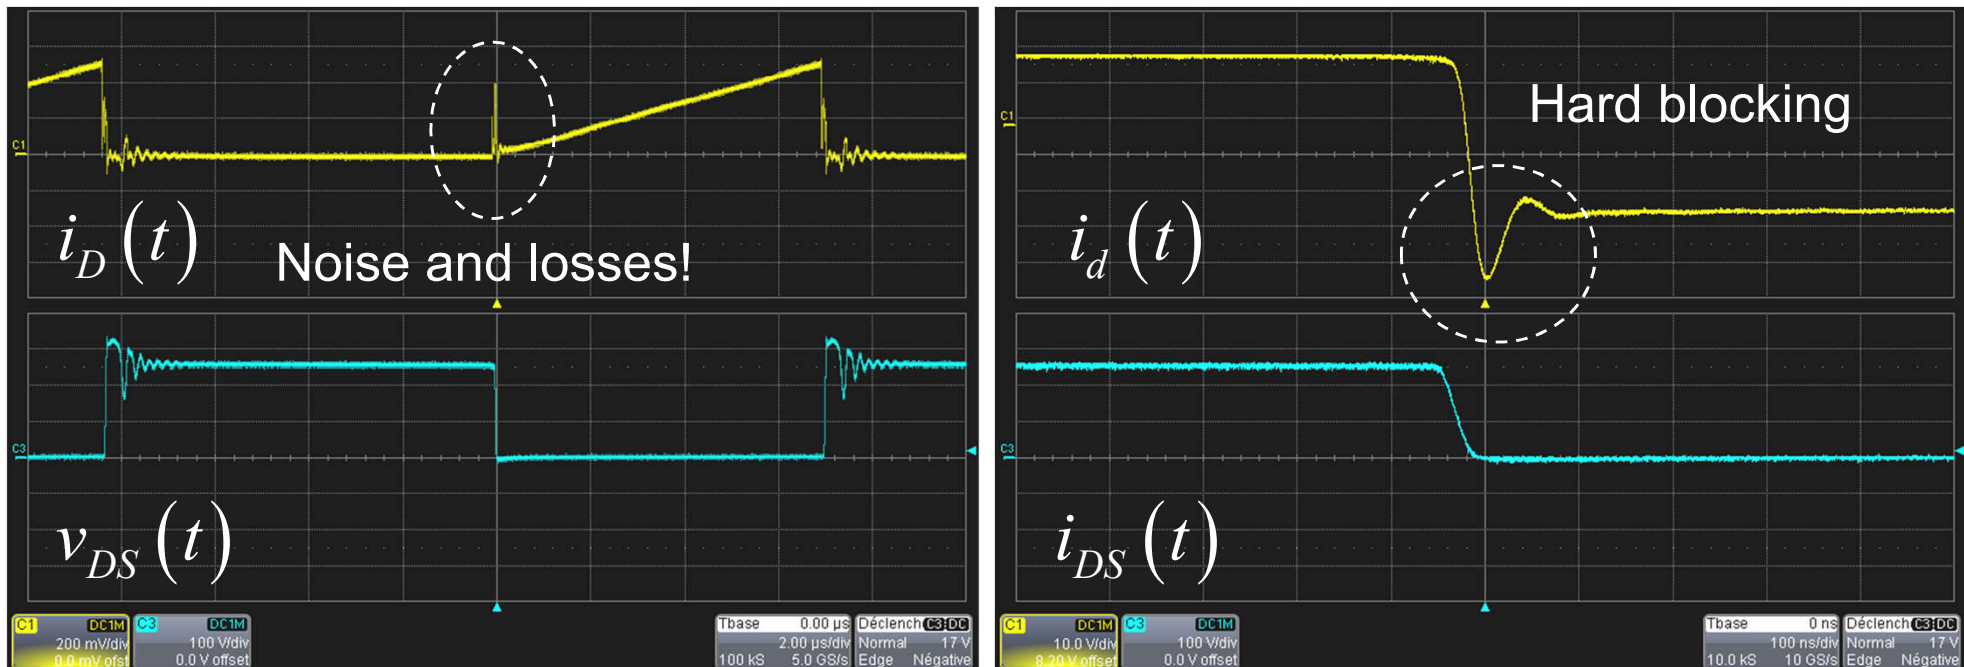 C1
i_D (t)
Noise and losses!
C3
v_DS (t)
C1 DC1M
200 mV/div
0.0 mV ofst
C3 DC1M
100 V/div
0.0 V offset
Tbase 0.00 µs
2.00 µs/div
100 kS 5.0 GS/s
Déclench C3 DC
Normal 17 V
Edge Négative
C1
Hard blocking
i_d (t)
C3
i_DS (t)
C1 DC1M
10.0 V/div
8.20 V offset
C3 DC1M
100 V/div
0.0 V offset
Tbase 0 ns
100 ns/div
10.0 kS 10 GS/s
Déclench C3 DC
Normal 17 V
Edge Négative